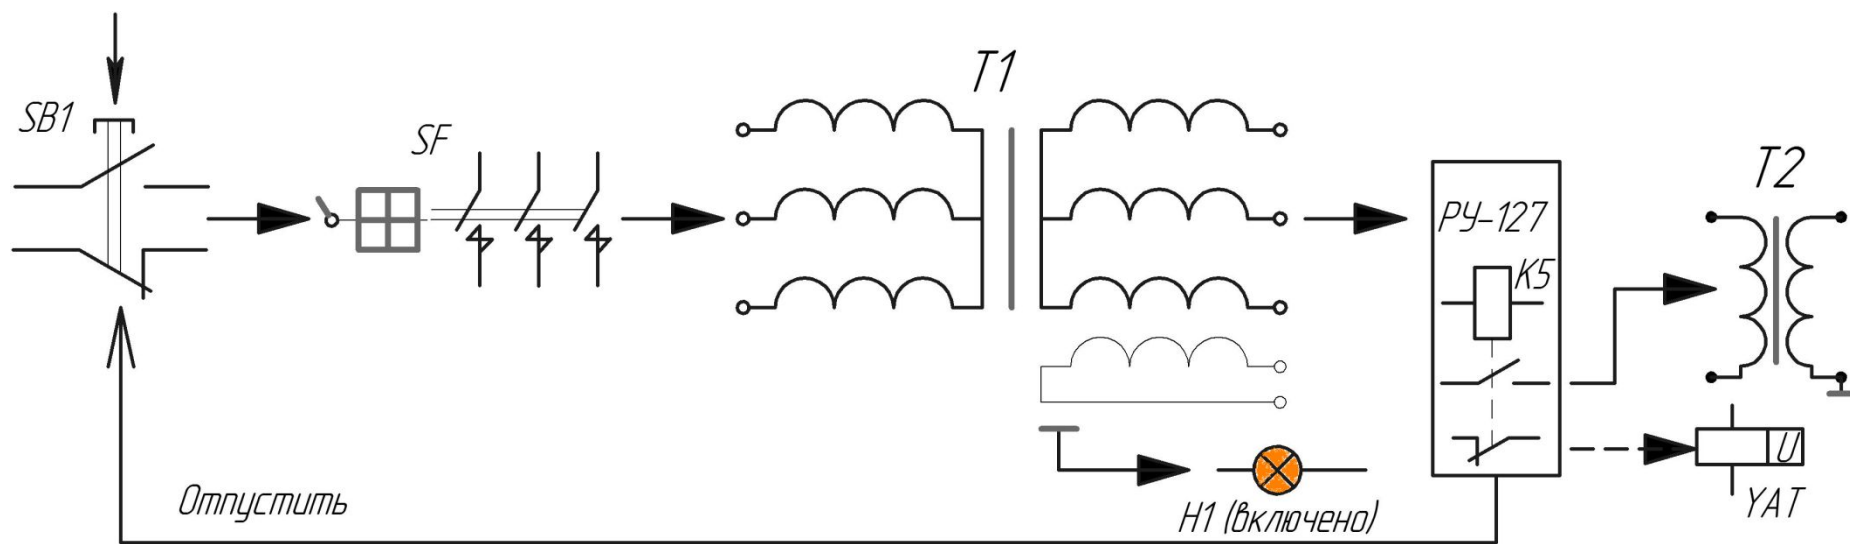 SB1
SF
T1
РУ-127
K5
T2
U
YAT
Отпустить
H1 (включено)